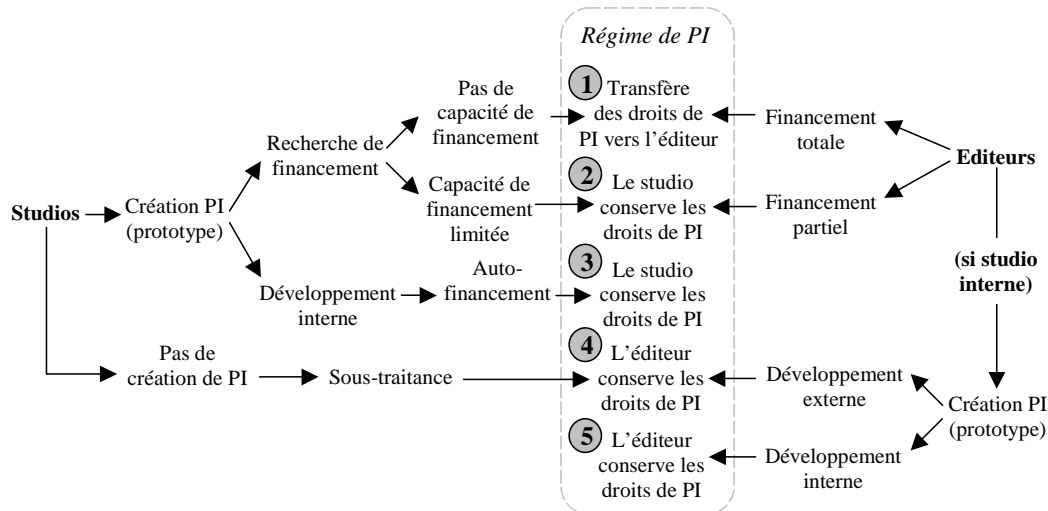 Régime de PI
1
Transfère
des droits de
PI vers l'éditeur
Pas de
capacité de
financement
Financement
totale
Recherche de
financement
Editeurs
2
Le studio
conserve les
droits de PI
Capacité de
financement
limitée
Financement
partiel
Studios
Création PI
(prototype)
(si studio
interne)
3
Le studio
conserve les
droits de PI
Auto-
financement
Développement
interne
4
L'éditeur
conserve les
droits de PI
Pas de
création de PI
Sous-traitance
Développement
externe
Création PI
(prototype)
5
L'éditeur
conserve les
droits de PI
Développement
interne